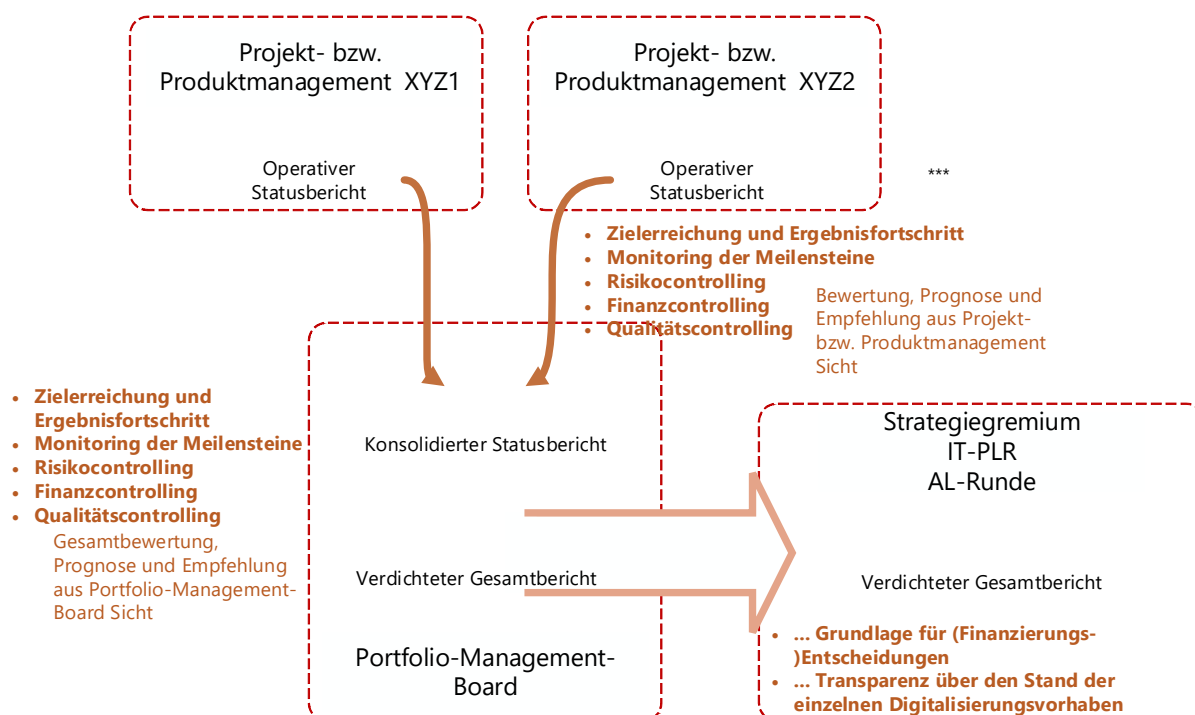 Projekt- bzw.
Produktmanagement XYZ1
Operativer
Statusbericht
Projekt- bzw.
Produktmanagement XYZ2
Operativer
Statusbericht
***
• Zielerreichung und Ergebnisfortschritt
• Monitoring der Meilensteine
• Risikocontrolling
• Finanzcontrolling
• Qualitätscontrolling
Bewertung, Prognose und
Empfehlung aus Projekt-
bzw. Produktmanagement
Sicht
• Zielerreichung und
Ergebnisfortschritt
• Monitoring der Meilensteine
• Risikocontrolling
• Finanzcontrolling
• Qualitätscontrolling
Gesamtbewertung,
Prognose und Empfehlung
aus Portfolio-Management-
Board Sicht
Konsolidierter Statusbericht
Verdichteter Gesamtbericht
Portfolio-Management-
Board
Strategiegremium
IT-PLR
AL-Runde
Verdichteter Gesamtbericht
• ... Grundlage für (Finanzierungs-
)Entscheidungen
• ... Transparenz über den Stand der
einzelnen Digitalisierungsvorhaben